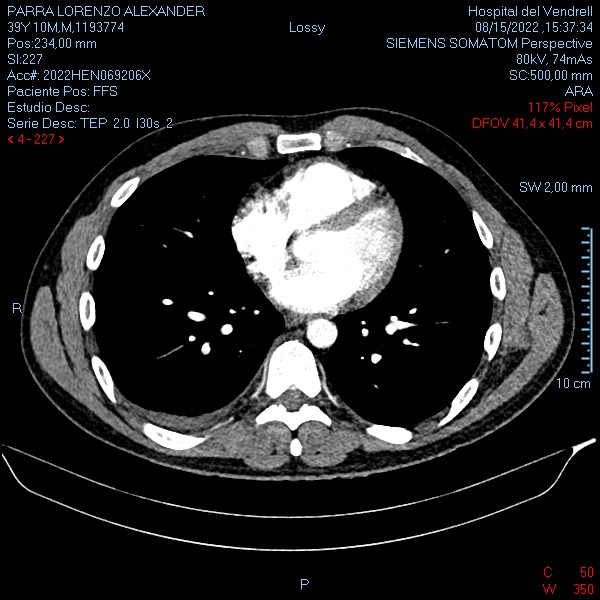 PARRA LORENZO ALEXANDER
39Y 10M,M,1193774
Pos:234,00 mm
SI:227
Acc#: 2022HEN069206X
Paciente Pos: FFS
Estudio Desc:
Serie Desc: TEP 2.0 I30s 2
< 4 - 227 >
Lossy
Hospital del Vendrell
08/15/2022 ,15:37:34
SIEMENS SOMATOM Perspective
80kV, 74mAs
SC:500,00 mm
ARA
117% Pixel
DFOV 41,4 x 41,4 cm
SW 2,00 mm
R
10 cm
P
C 50
W 350